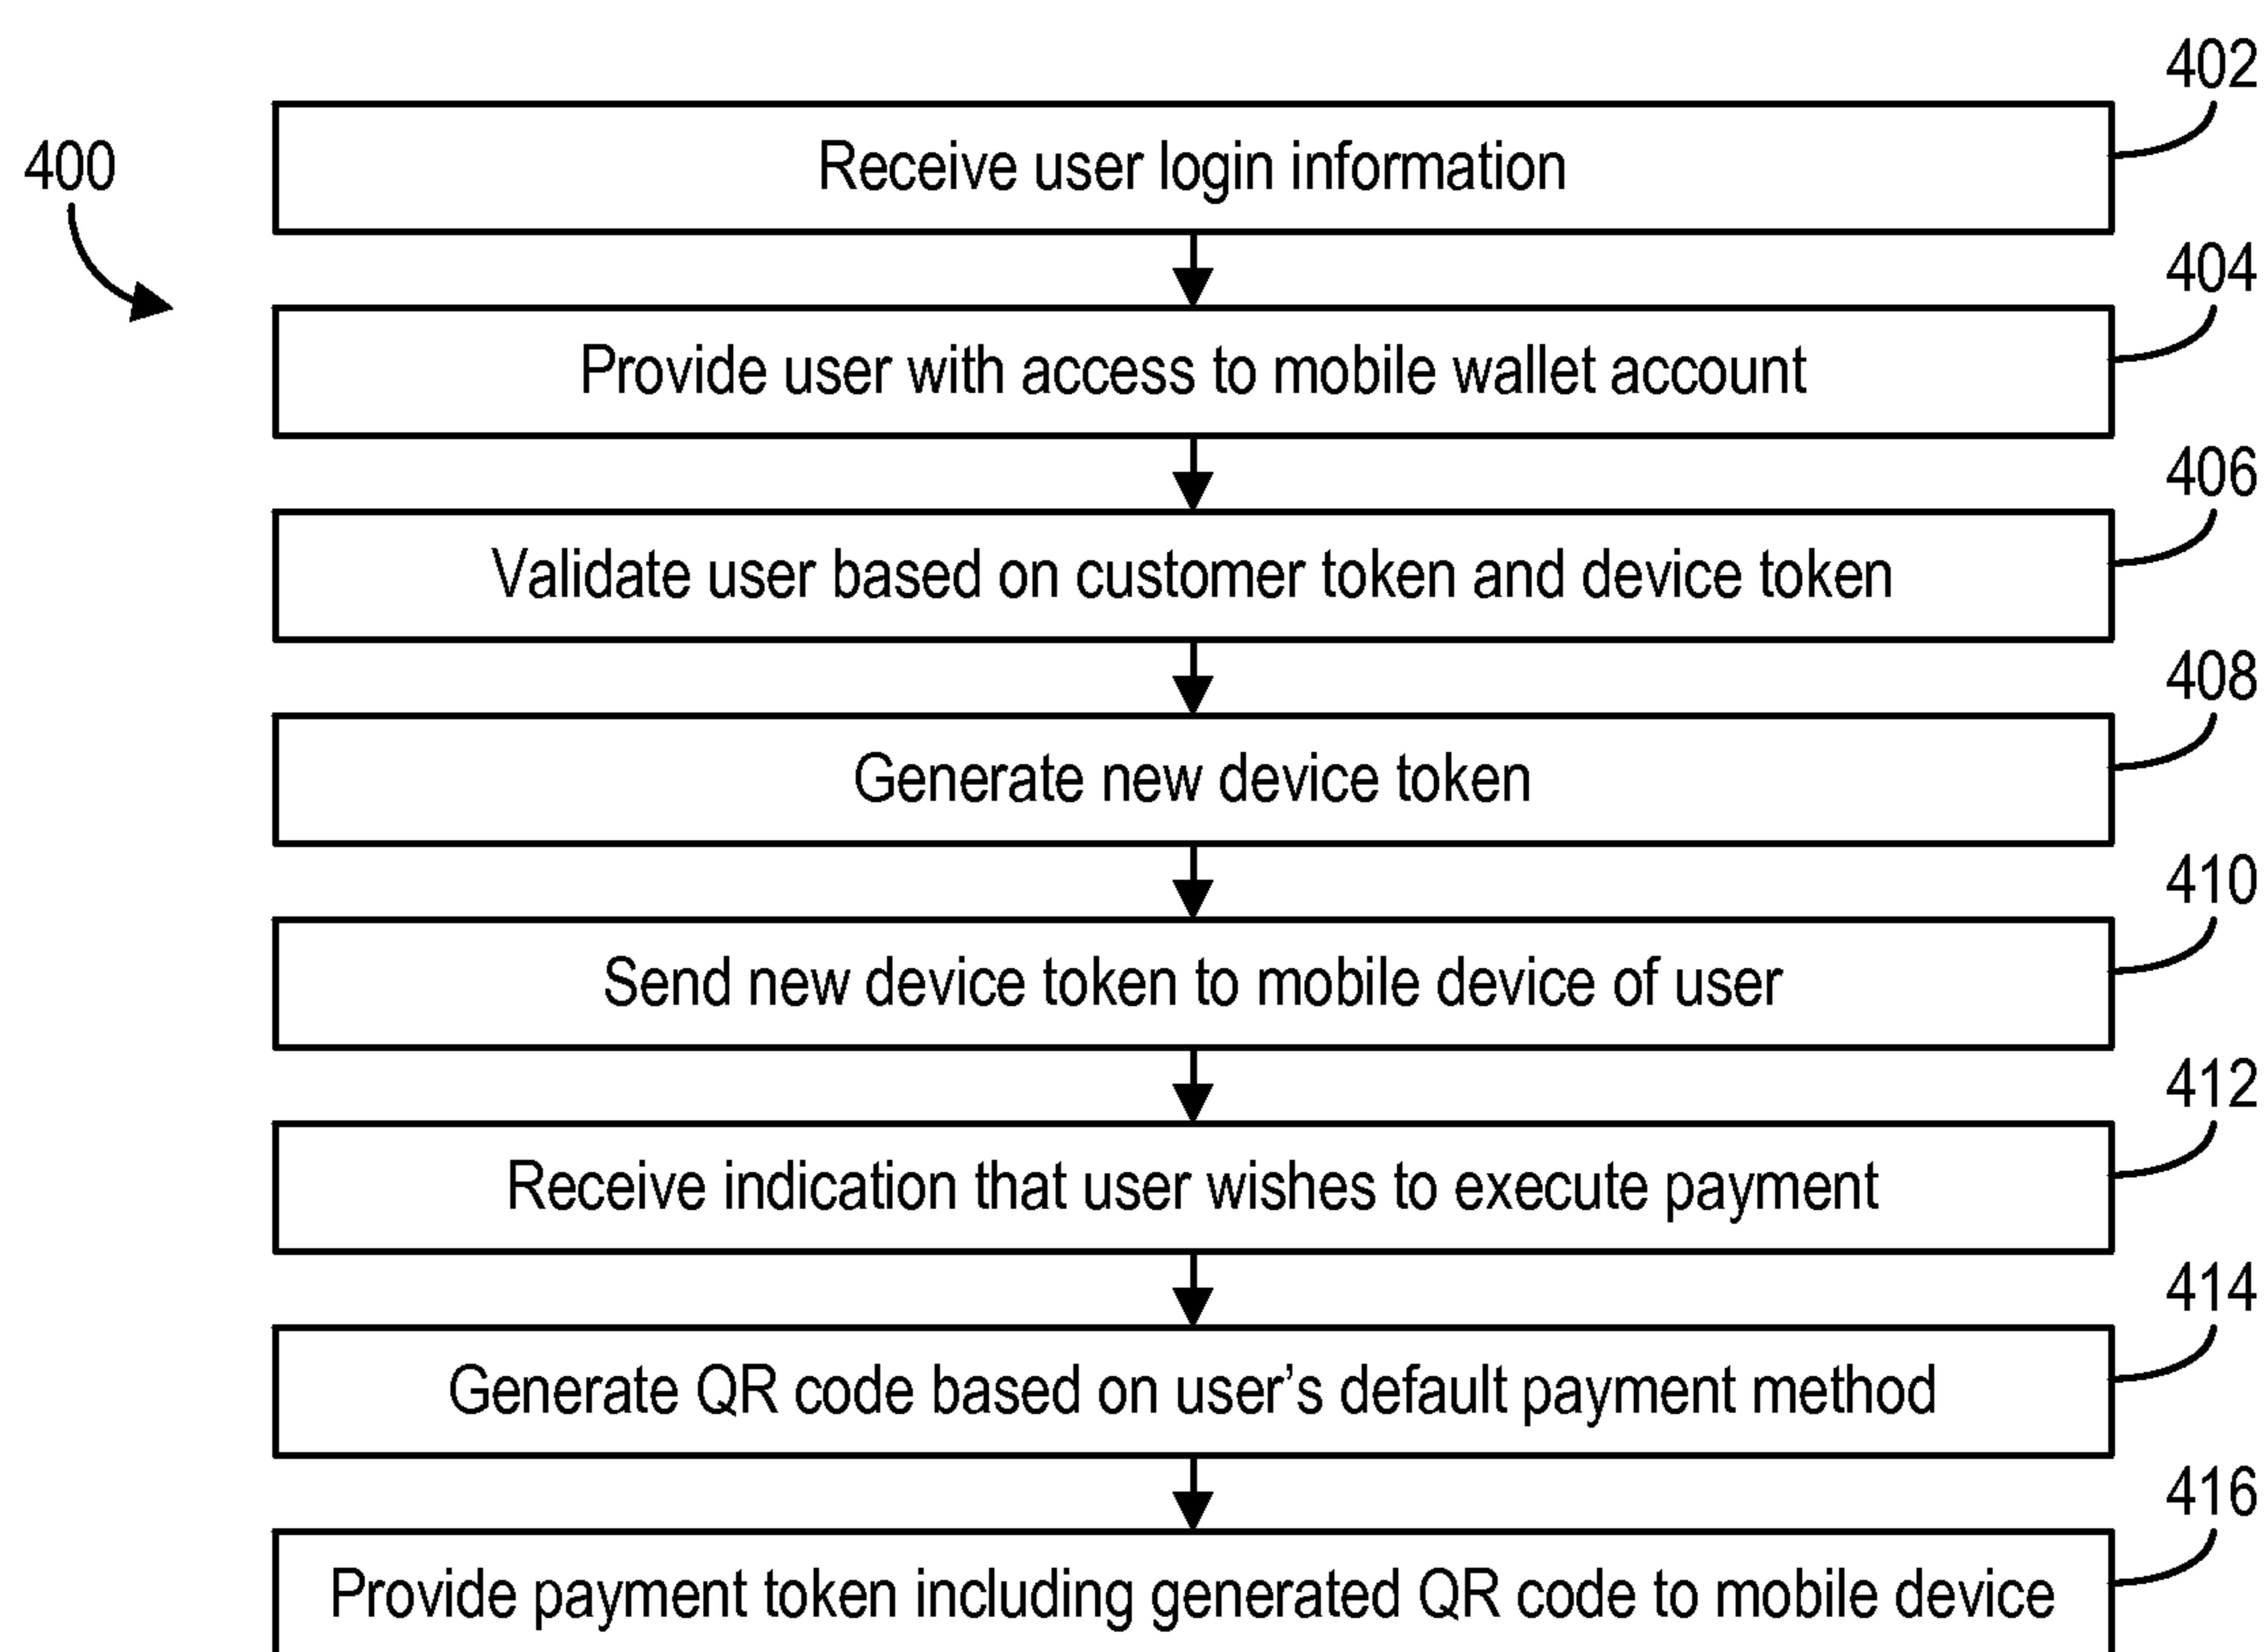 402
Receive user login information
400
404
Provide user with access to mobile wallet account
406
Validate user based on customer token and device token
408
Generate new device token
410
Send new device token to mobile device of user
412
Receive indication that user wishes to execute payment
414
Generate QR code based on user’s default payment method
416
Provide payment token including generated QR code to mobile device